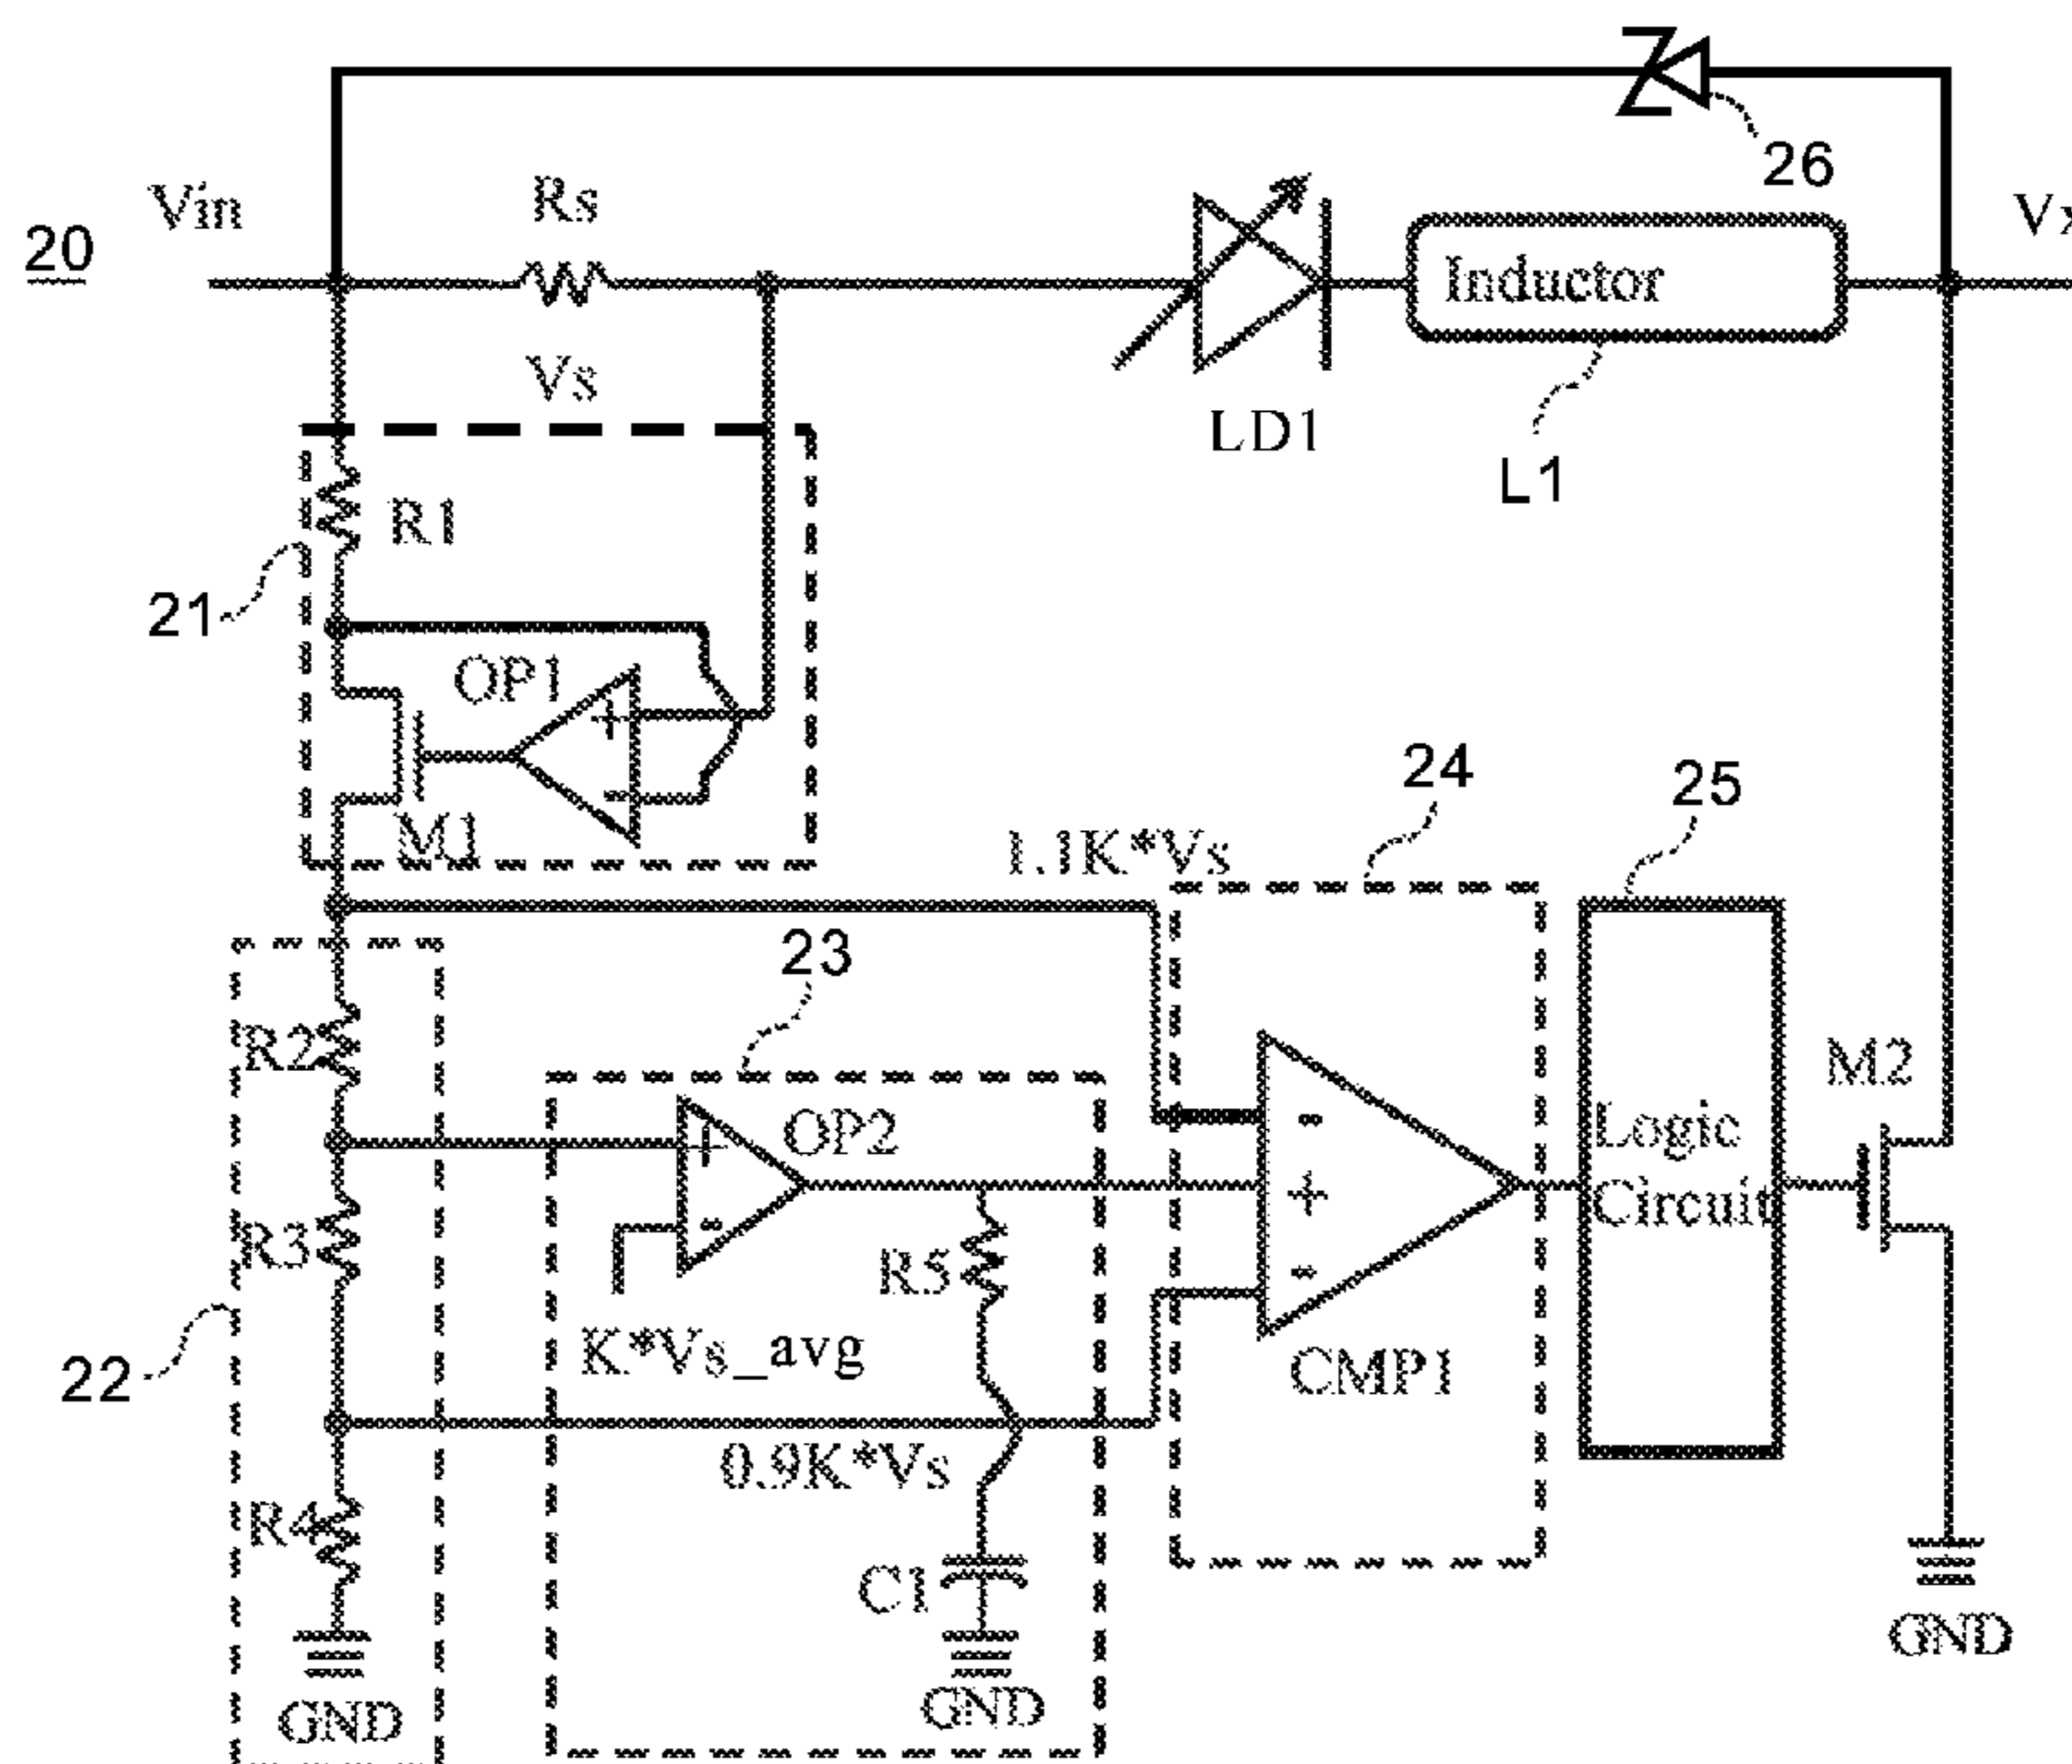 26
Vin
Rs
Vx
20
Inductor
Vs
LD1
L1
R1
21
OP1
M1
24
25
1.1K*Vs
23
R2
M2
OP2
-
+
+
-
Logic
Circuit
R3
R5
-
K*Vs_avg
CMP1
22
0.9K*Vs
R4
C1
GND
GND
GND